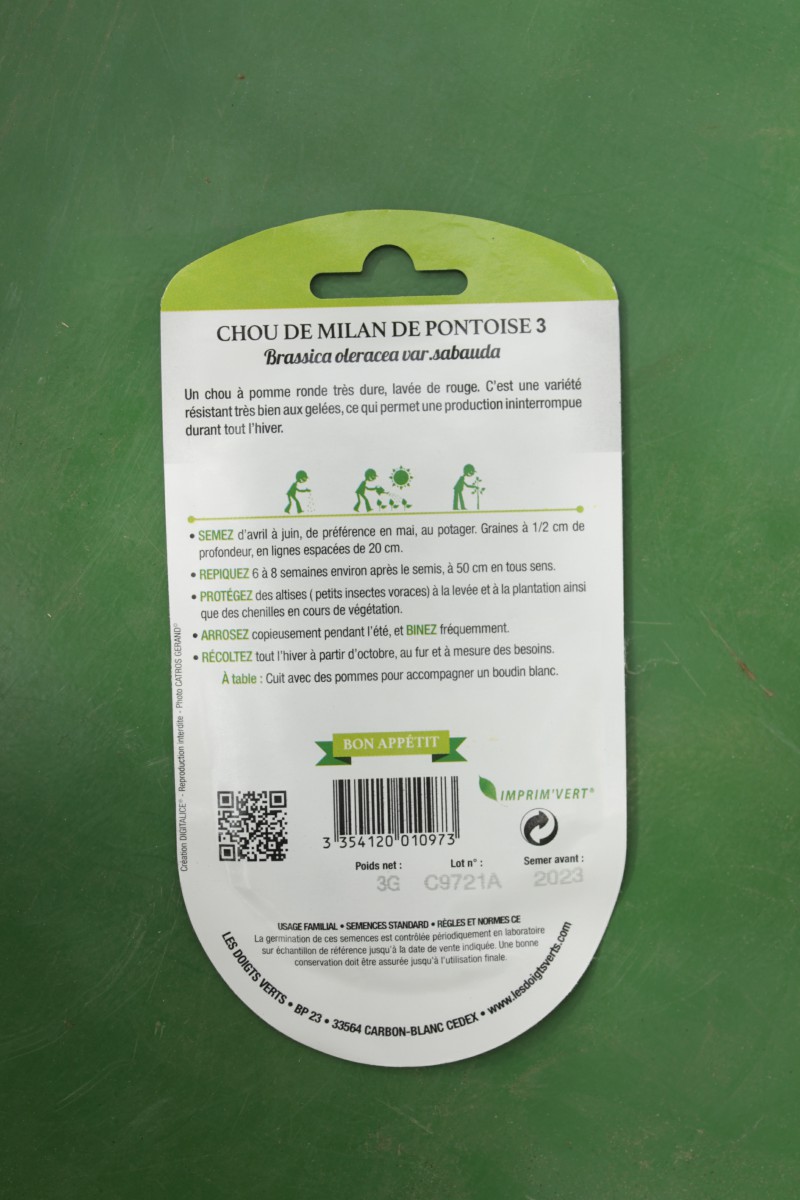 CHOU DE MILAN DE PONTOISE 3
Brassica oleracea var.sabauda
Un chou à pomme ronde très dure, lavée de rouge. C'est une variété
résistant très bien aux gelées, ce qui permet une production ininterrompue
durant tout l'hiver.
• SEMEZ d'avril à juin, de préférence en mai, au potager. Graines à 1/2 cm de
profondeur, en lignes espacées de 20 cm.
• REPIQUEZ 6 à 8 semaines environ après le semis, à 50 cm en tous sens.
• PROTÉGEZ des altises ( petits insectes voraces) à la levée et à la plantation ainsi
que des chenilles en cours de végétation.
• ARROSEZ copieusement pendant l'été, et BINEZ fréquemment.
• RÉCOLTEZ tout l'hiver à partir d'octobre, au fur et à mesure des besoins.
À table : Cuit avec des pommes pour accompagner un boudin blanc.
Création DIGITALICE® - Reproduction interdite - Photo CATROS GERAND®
BON APPÉTIT
IMPRIM'VERT®
3 354120 010973
Poids net : Lot n° : Semer avant :
3G C9721A 2023
USAGE FAMILIAL • SEMENCES STANDARD • RÈGLES ET NORMES CE
La germination de ces semences est contrôlée périodiquement en laboratoire
sur échantillon de référence jusqu'à la date de vente indiquée. Une bonne
conservation doit être assurée jusqu'à l'utilisation finale.
LES DOIGTS VERTS • BP 23 • 33564 CARBON-BLANC CEDEX • www.lesdoigtsverts.com